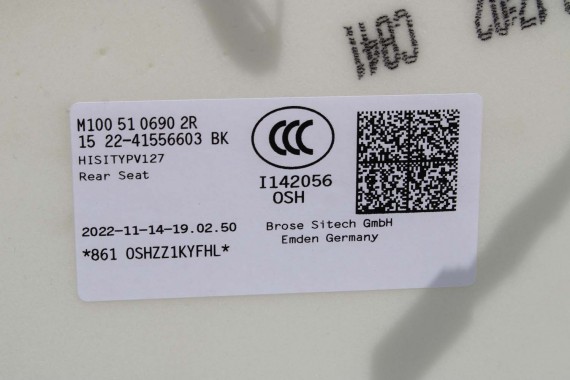 C84I
M100 51 0690 2R
15 22-41556603 BK
HISITYPV127
Rear Seat
CCC
I142056
OSH
2022-11-14-19.02.50
*861 OSHZZ1KYFHL*
Brose Sitech GmbH
Emden Germany